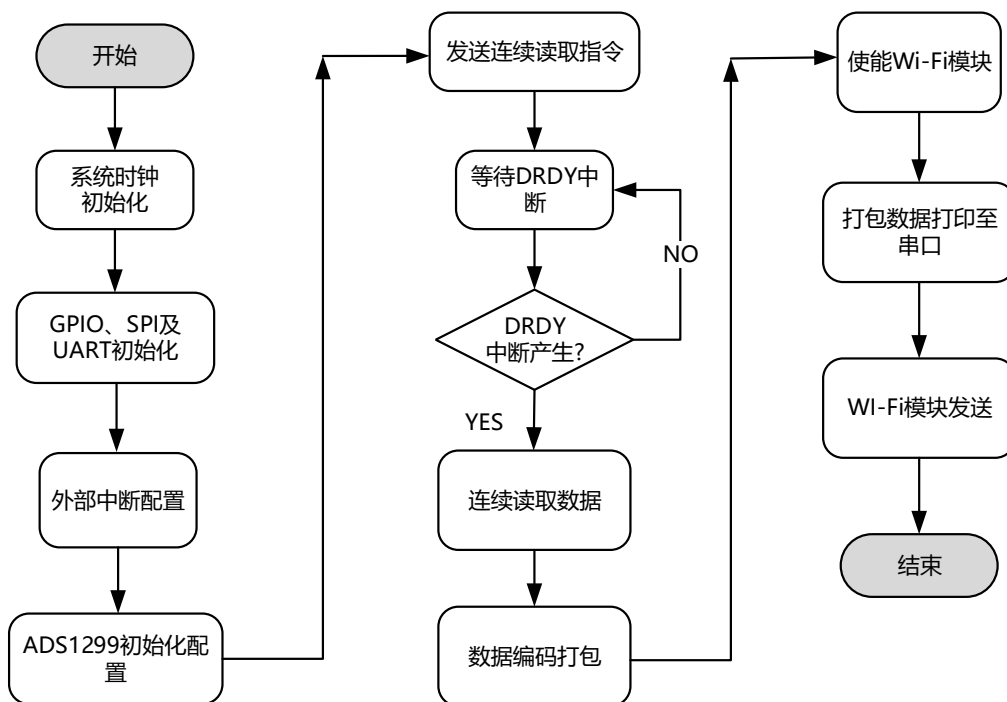 开始
系统时钟
初始化
GPIO、SPI及
UART初始化
外部中断配置
ADS1299初始化配
置
发送连续读取指令
等待DRDY中
断
NO
DRDY
中断产生?
YES
连续读取数据
数据编码打包
使能Wi-Fi模块
打包数据打印至
串口
WI-Fi模块发送
结束